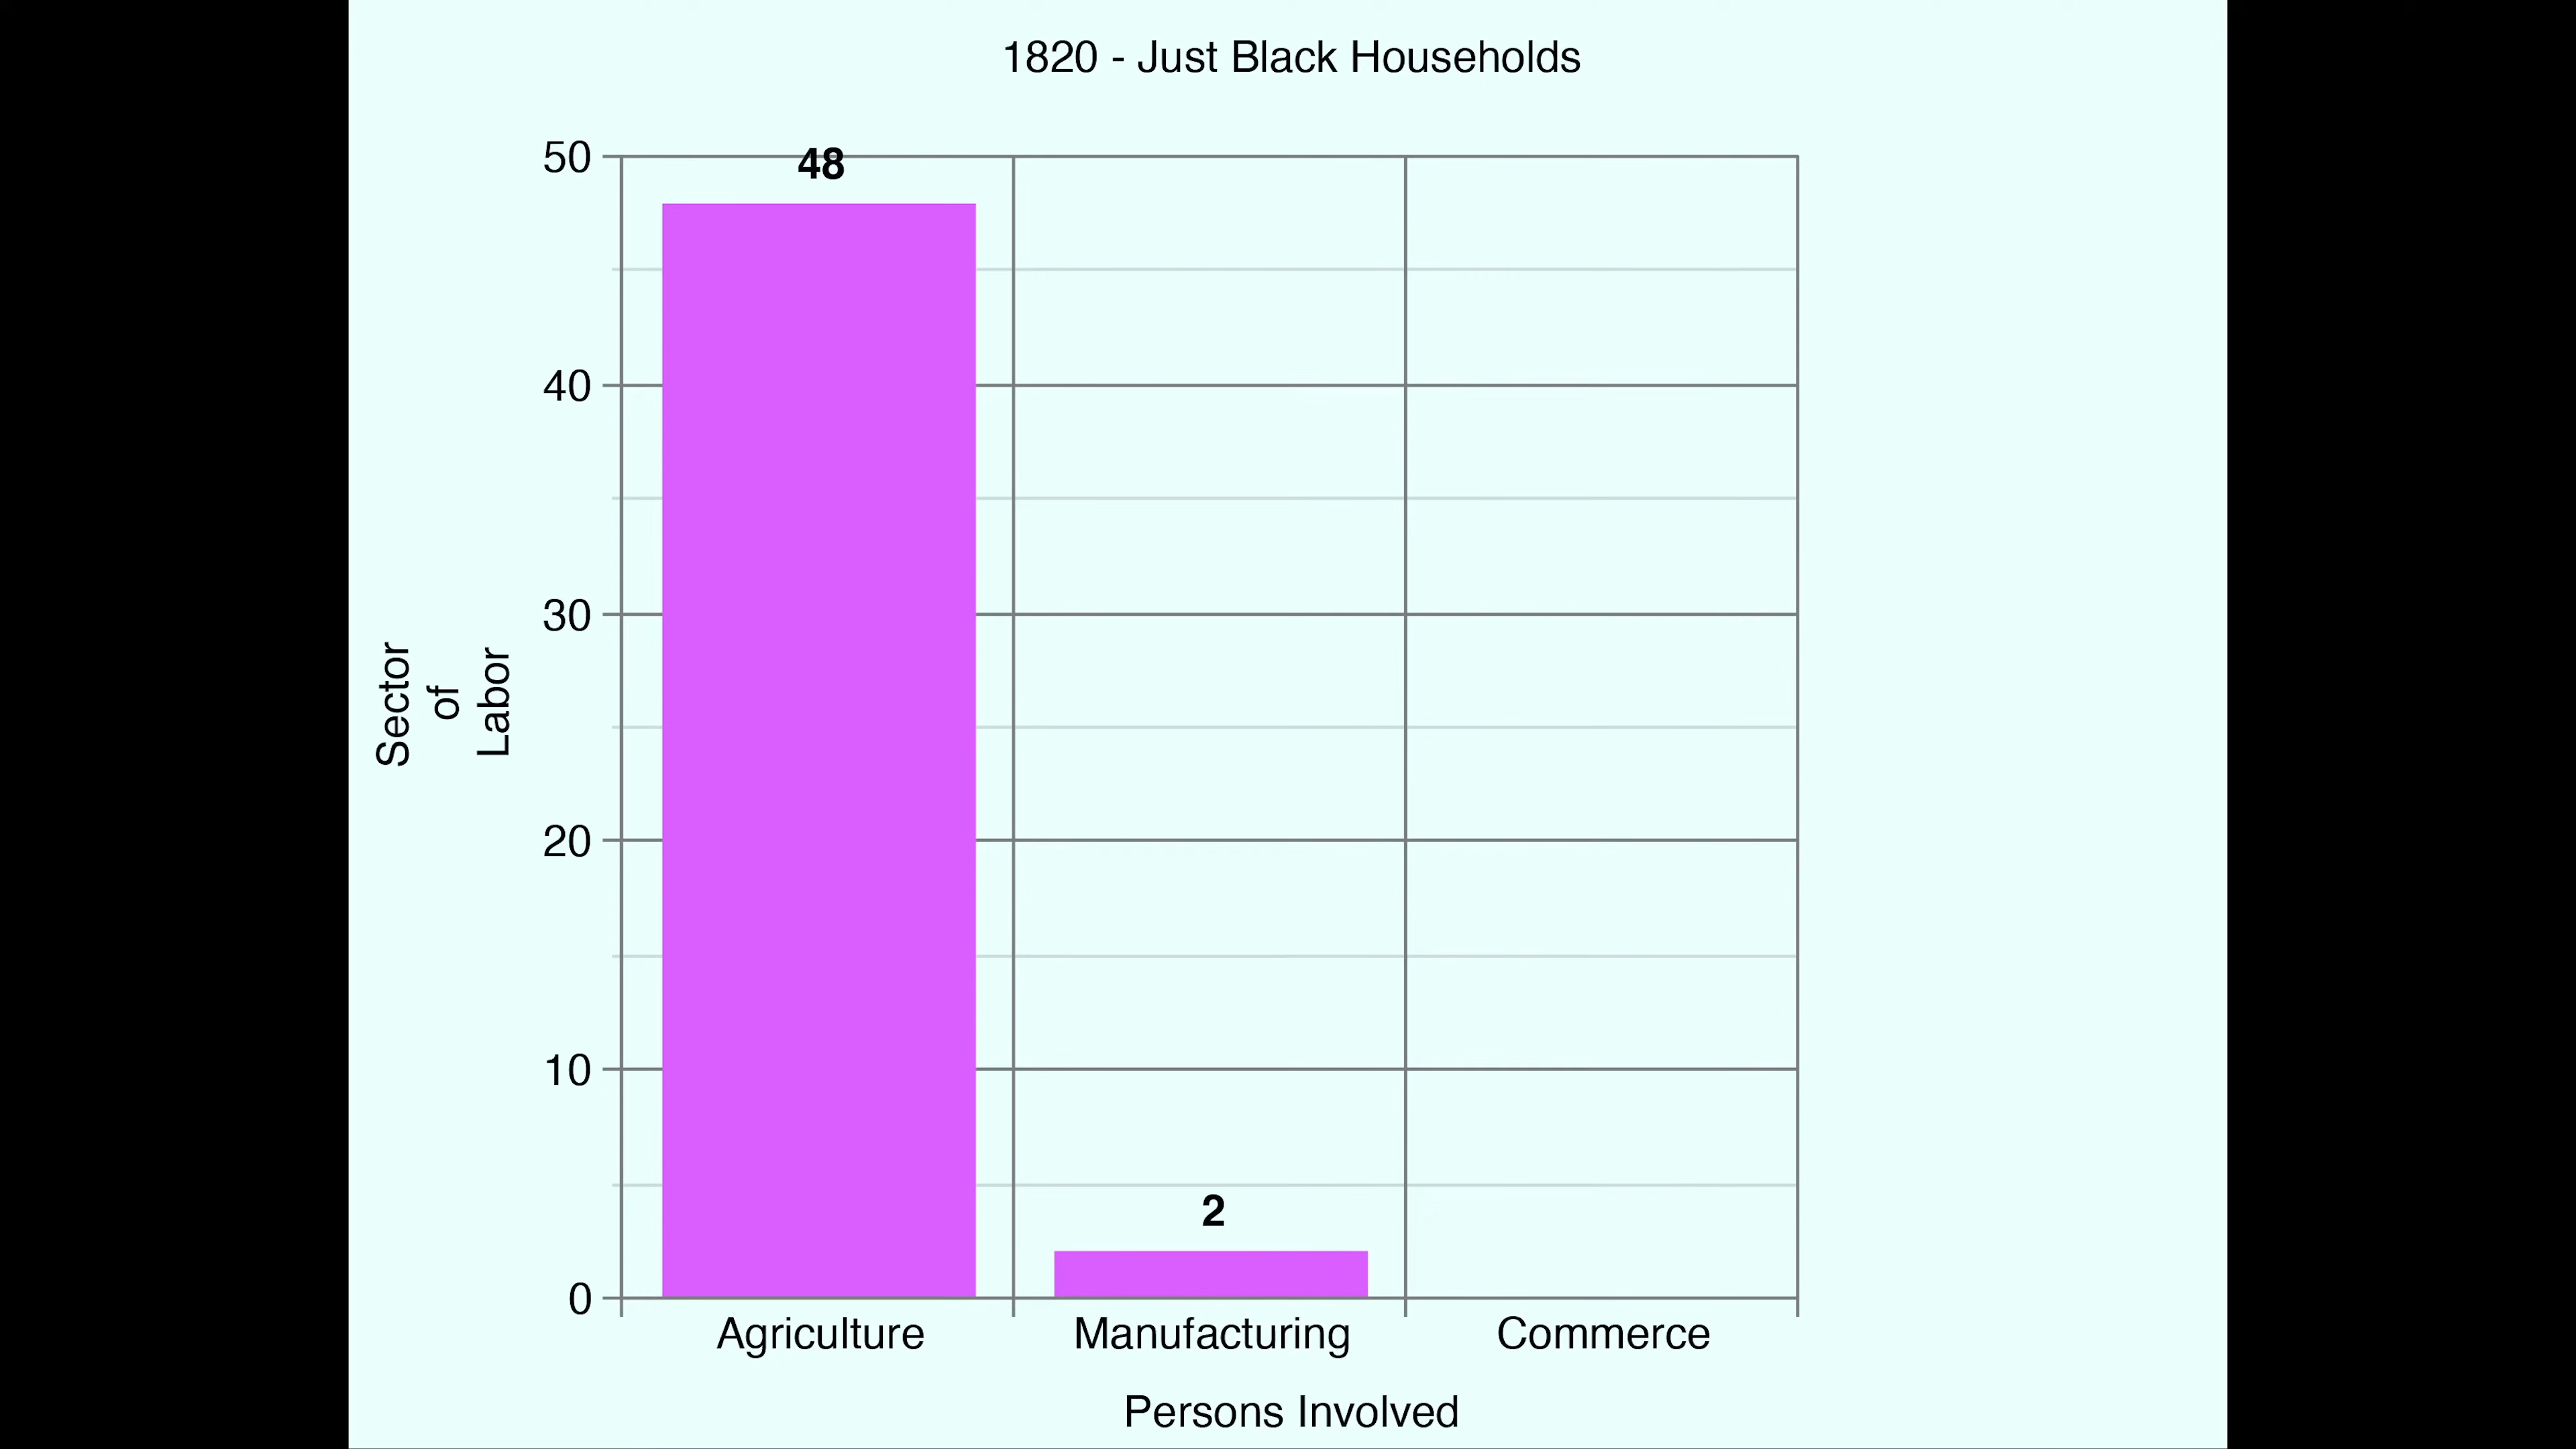 1820 - Just Black Households
50
48
40
30
Sector
of
Labor
20
10
2
0
Agriculture Manufacturing Commerce
Persons Involved